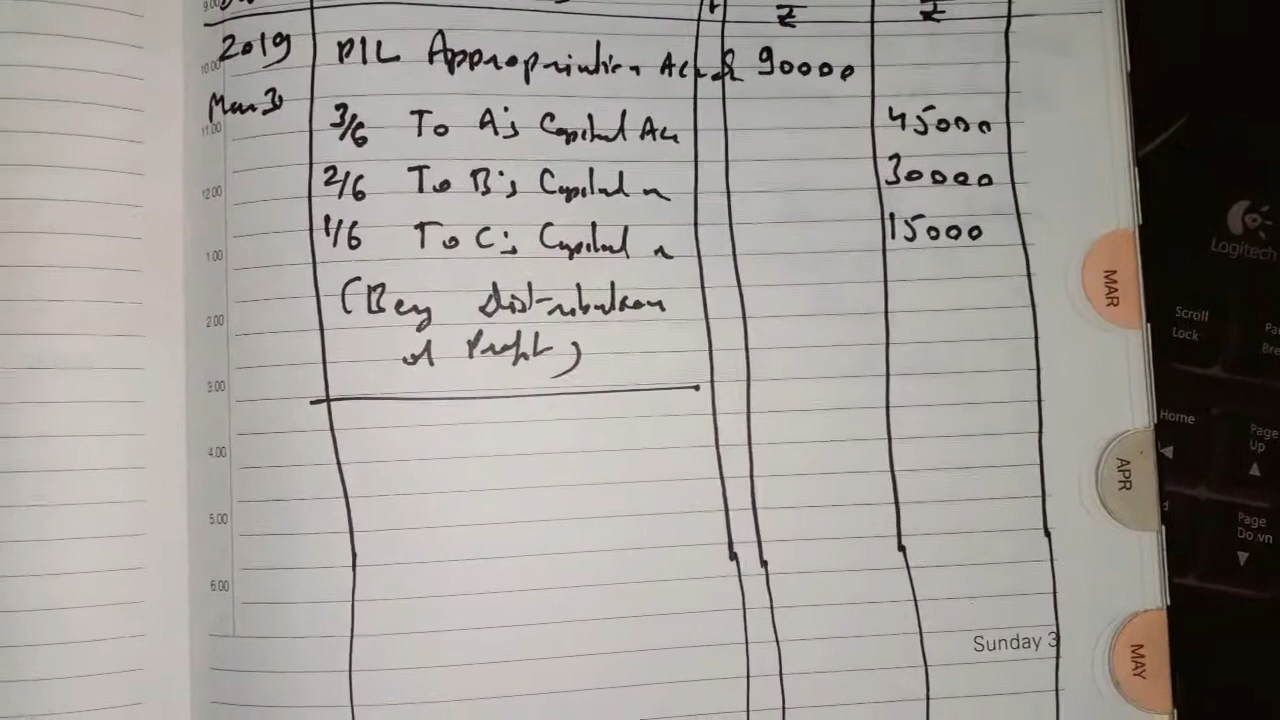 ₹ ₹
2019 P/L Appropriation A/c Dr 90000
Mar 31
3/6 To A's Capital A/c 45000
2/6 To B's Capital " 30000
1/6 To C's Capital " 15000
(Being distribution
of Profit)
9.00
10.00
11.00
12.00
1.00
2.00
3.00
4.00
5.00
6.00
Sunday 3
MAR
APR
MAY
Logitech
Scroll
Lock
Home
Page
Up
Page
Down